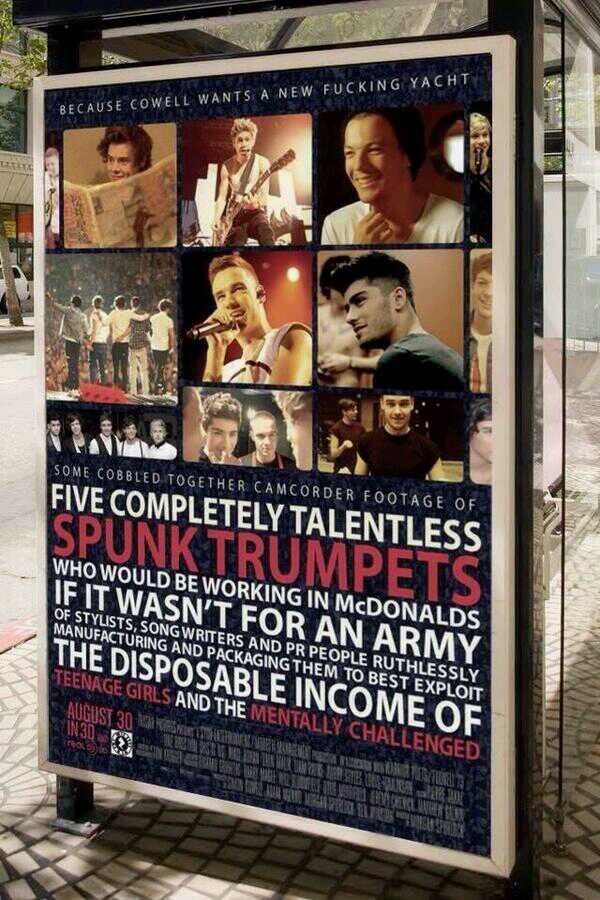 BECAUSE COWELL WANTS A NEW FUCKING YACHT
SOME COBBLED TOGETHER CAMCORDER FOOTAGE OF
FIVE COMPLETELY TALENTLESS
SPUNK TRUMPETS
WHO WOULD BE WORKING IN McDONALDS
IF IT WASN'T FOR AN ARMY
OF STYLISTS, SONGWRITERS AND PR PEOPLE RUTHLESSLY
MANUFACTURING AND PACKAGING THEM TO BEST EXPLOIT
THE DISPOSABLE INCOME OF
TEENAGE GIRLS AND THE MENTALLY CHALLENGED
AUGUST 30
IN 3D